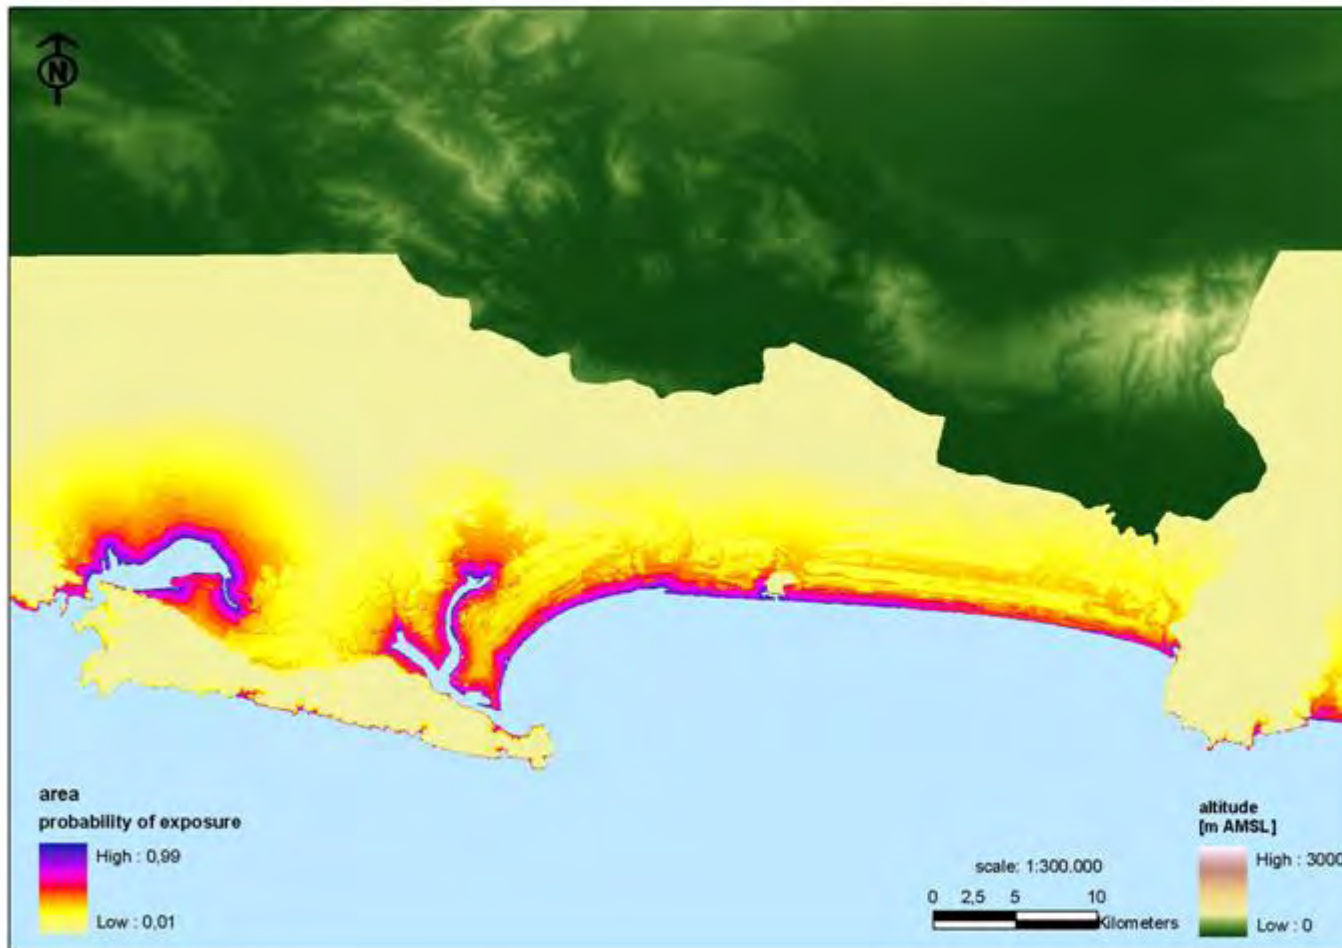 N
area
probability of exposure
High : 0,99
Low : 0,01
scale: 1:300.000
0 2,5 5 10
Kilometers
altitude
[m AMSL]
High : 3000
Low : 0